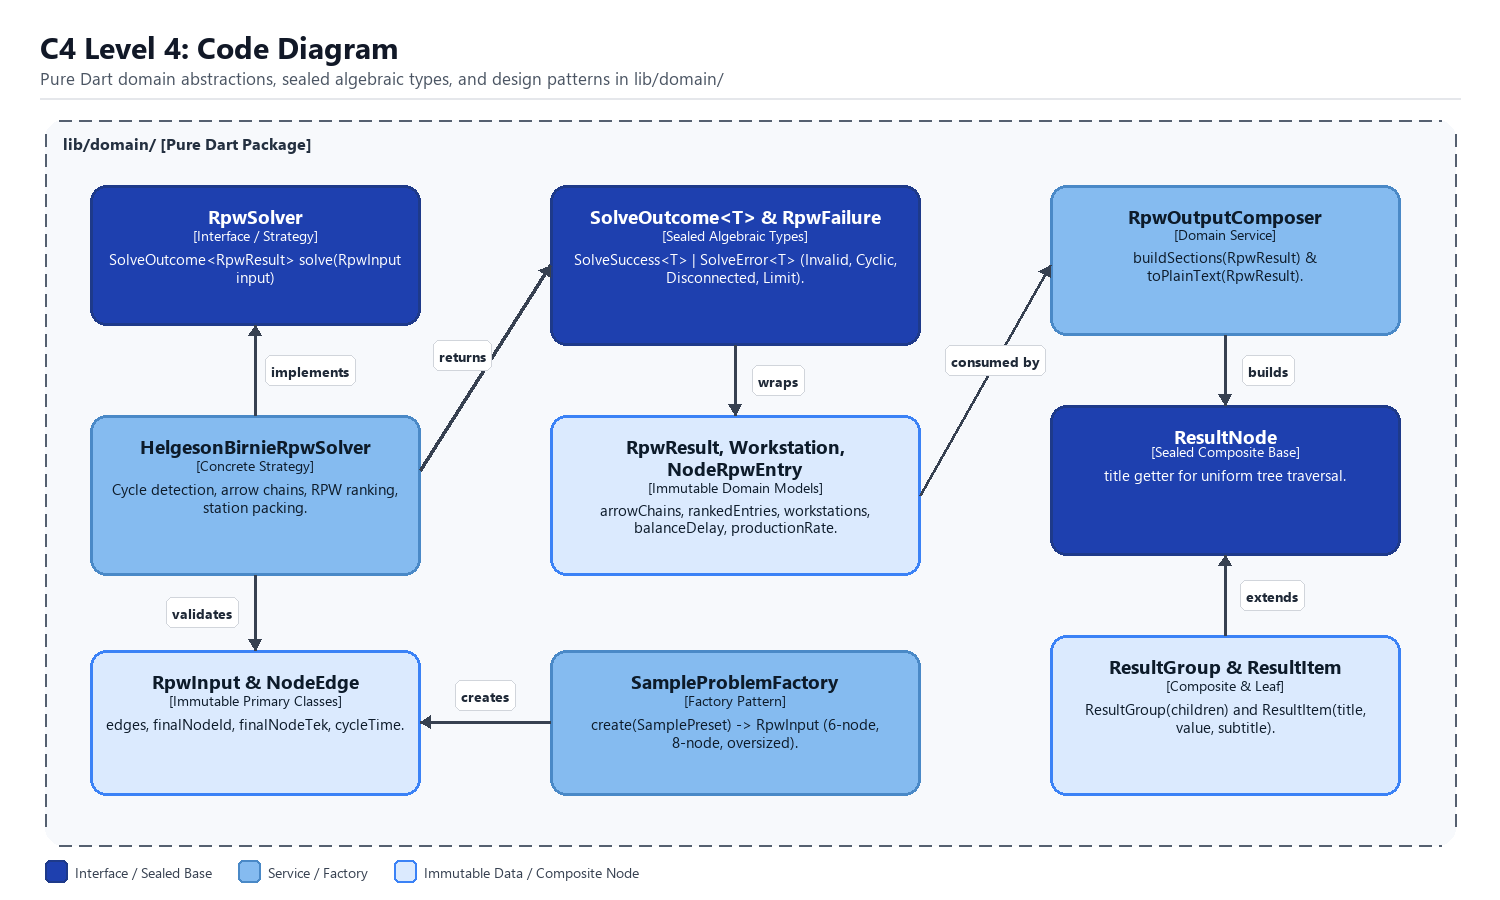 C4 Level 4: Code Diagram
Pure Dart domain abstractions, sealed algebraic types, and design patterns in lib/domain/
lib/domain/ [Pure Dart Package]
RpwSolver
[Interface / Strategy]
SolveOutcome<RpwResult> solve(RpwInput
input)
SolveOutcome<T> & RpwFailure
[Sealed Algebraic Types]
SolveSuccess<T> | SolveError<T> (Invalid, Cyclic,
Disconnected, Limit).
RpwOutputComposer
[Domain Service]
buildSections(RpwResult) &
toPlainText(RpwResult).
implements
returns
wraps
consumed by
builds
HelgesonBirnieRpwSolver
[Concrete Strategy]
Cycle detection, arrow chains, RPW ranking,
station packing.
RpwResult, Workstation,
NodeRpwEntry
[Immutable Domain Models]
arrowChains, rankedEntries, workstations,
balanceDelay, productionRate.
ResultNode
[Sealed Composite Base]
title getter for uniform tree traversal.
validates
extends
RpwInput & NodeEdge
[Immutable Primary Classes]
edges, finalNodeId, finalNodeTek, cycleTime.
creates
SampleProblemFactory
[Factory Pattern]
create(SamplePreset) -> RpwInput (6-node,
8-node, oversized).
ResultGroup & ResultItem
[Composite & Leaf]
ResultGroup(children) and ResultItem(title,
value, subtitle).
Interface / Sealed Base
Service / Factory
Immutable Data / Composite Node